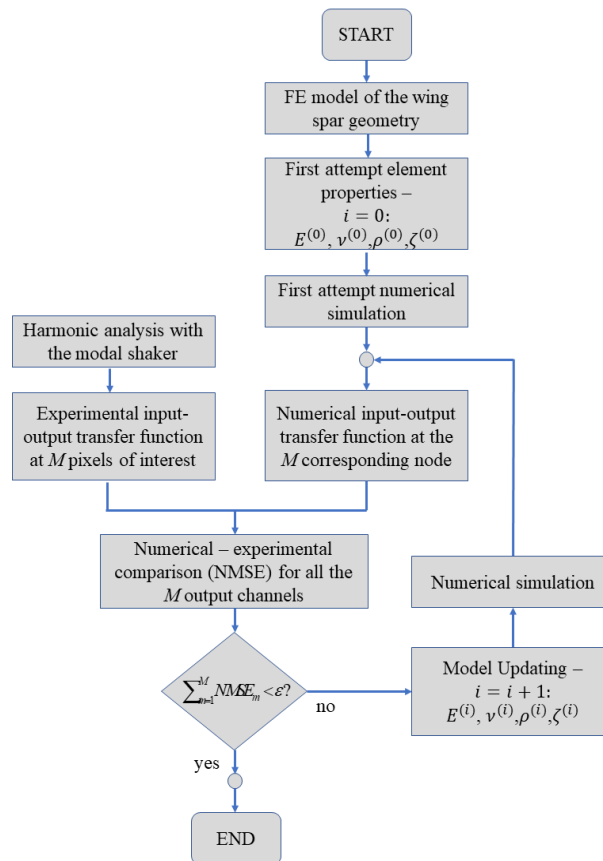 START
FE model of the wing
spar geometry
First attempt element
properties –
i = 0:
E^(0), ν^(0),ρ^(0),ζ^(0)
First attempt numerical
simulation
Harmonic analysis with
the modal shaker
Experimental input-
output transfer function
at M pixels of interest
Numerical input-output
transfer function at the
M corresponding node
Numerical – experimental
comparison (NMSE) for all the
M output channels
Numerical simulation
∑_{m=1}^{M} NMSE_m < ε?
no
Model Updating –
i = i + 1:
E^(i), ν^(i),ρ^(i),ζ^(i)
yes
END